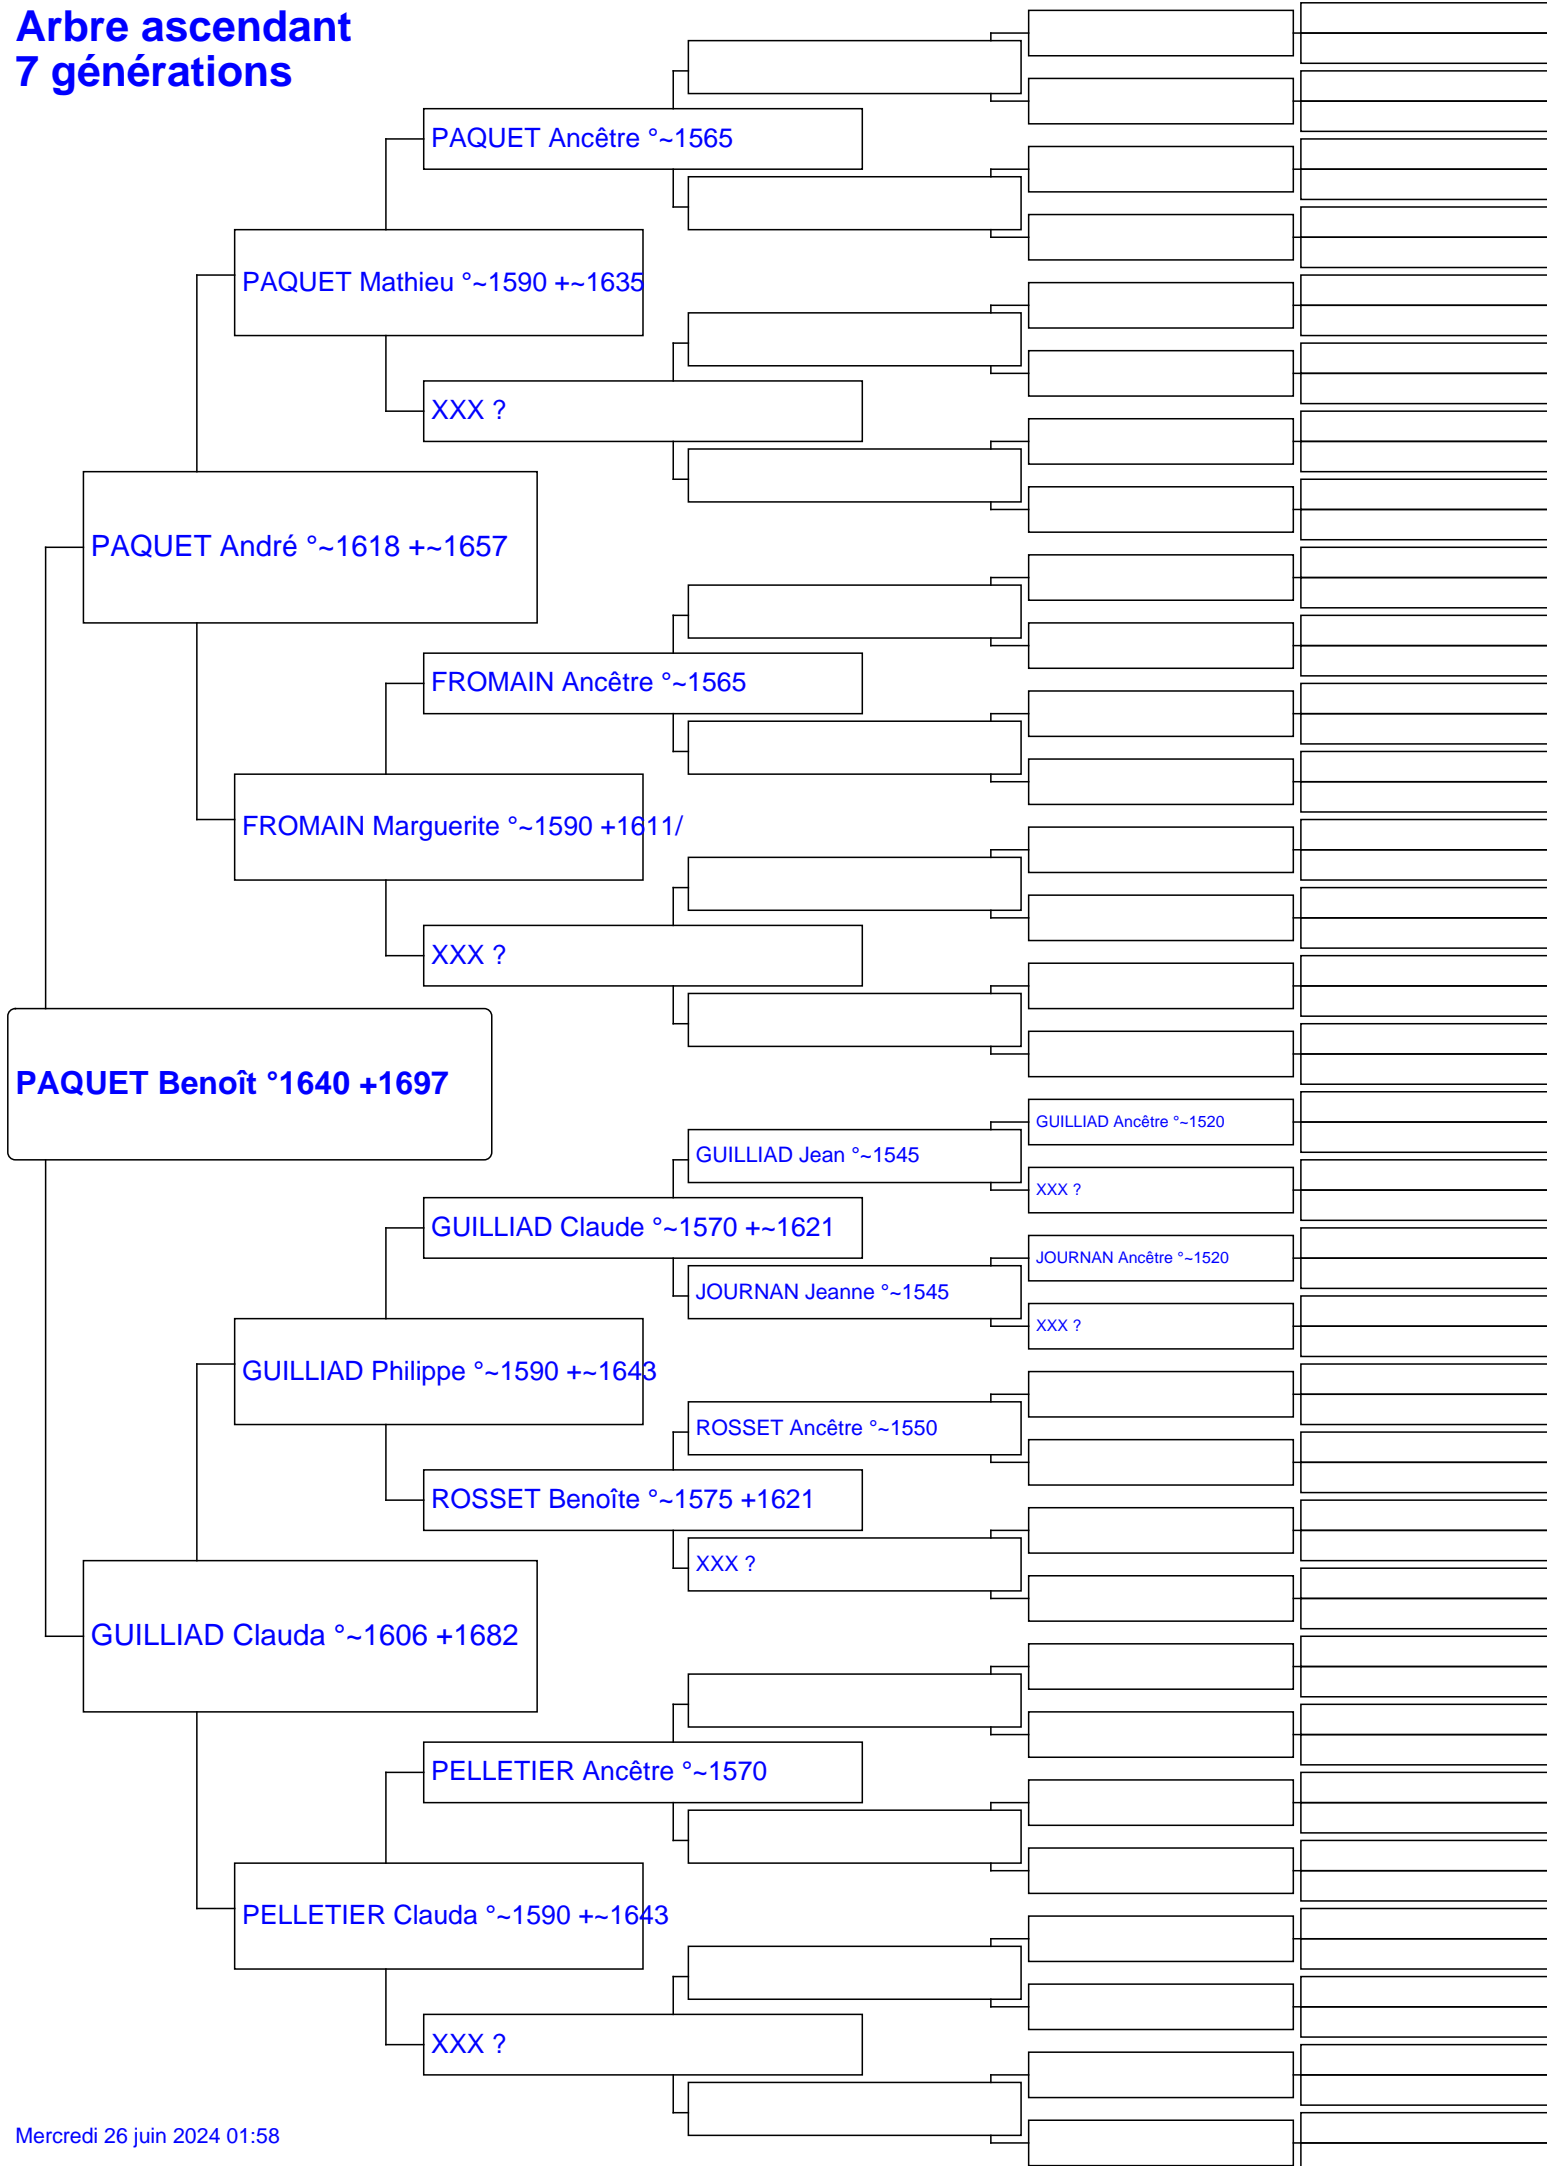 Arbre ascendant
7 générations
PAQUET Ancêtre °~1565
PAQUET Mathieu °~1590 +~1635
XXX ?
PAQUET André °~1618 +~1657
FROMAIN Ancêtre °~1565
FROMAIN Marguerite °~1590 +1611/
XXX ?
PAQUET Benoît °1640 +1697
GUILLIAD Ancêtre °~1520
GUILLIAD Jean °~1545
XXX ?
GUILLIAD Claude °~1570 +~1621
JOURNAN Ancêtre °~1520
JOURNAN Jeanne °~1545
XXX ?
GUILLIAD Philippe °~1590 +~1643
ROSSET Ancêtre °~1550
ROSSET Benoîte °~1575 +1621
XXX ?
GUILLIAD Clauda °~1606 +1682
PELLETIER Ancêtre °~1570
PELLETIER Clauda °~1590 +~1643
XXX ?
Mercredi 26 juin 2024 01:58